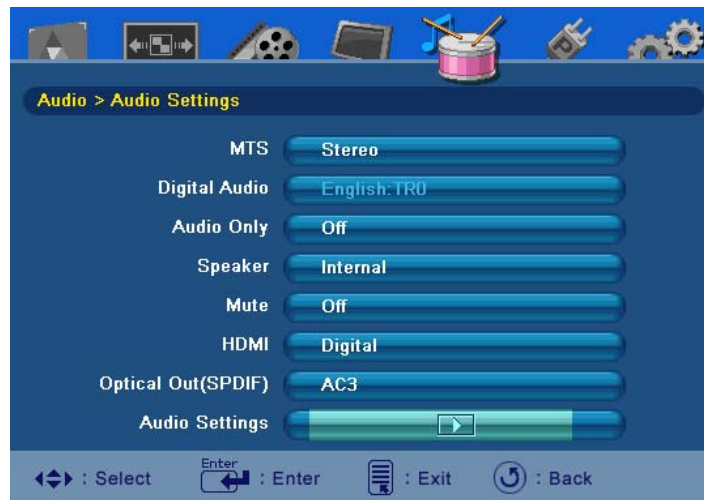 Audio > Audio Settings
MTS Stereo
Digital Audio English:TR0
Audio Only Off
Speaker Internal
Mute Off
HDMI Digital
Optical Out(SPDIF) AC3
Audio Settings
: Select Enter : Enter : Exit : Back